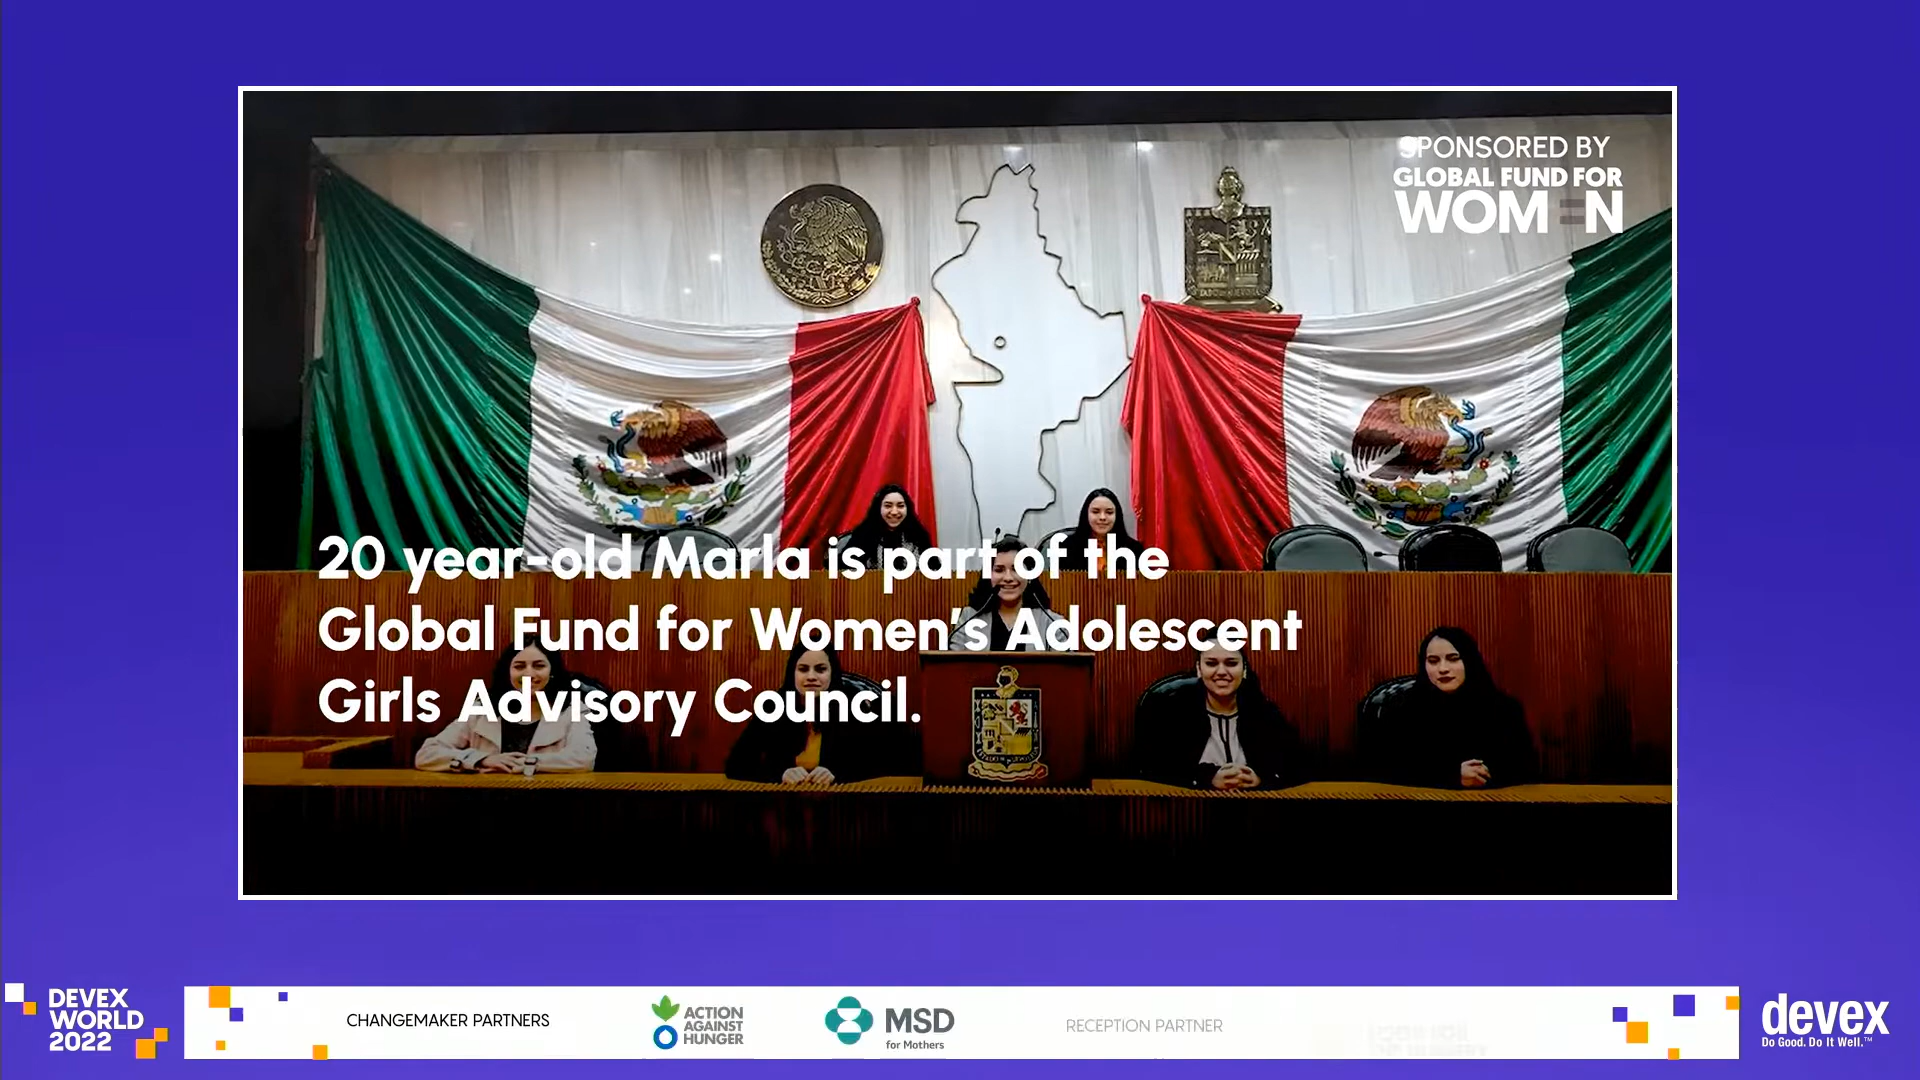 SPONSORED BY
GLOBAL FUND FOR
WOMEN
20 year-old Marla is part of the
Global Fund for Women's Adolescent
Girls Advisory Council.
DEVEX
WORLD
2022
CHANGEMAKER PARTNERS
ACTION
AGAINST
HUNGER
MSD
for Mothers
RECEPTION PARTNER
devex
Do Good. Do It Well.™